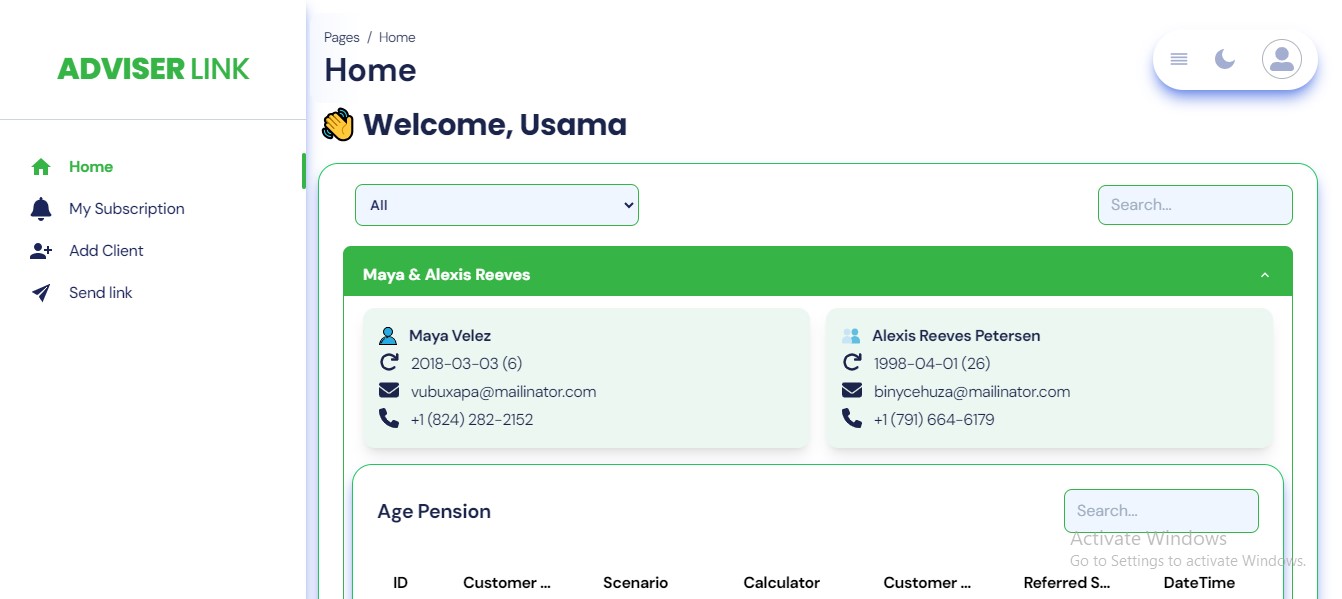 ADVISER LINK
Home
My Subscription
Add Client
Send link
Pages / Home
Home
Welcome, Usama
All
Search...
Maya & Alexis Reeves
Maya Velez
2018-03-03 (6)
vubuxapa@mailinator.com
+1 (824) 282-2152
Alexis Reeves Petersen
1998-04-01 (26)
binycehuza@mailinator.com
+1 (791) 664-6179
Age Pension
Search...
Activate Windows
Go to Settings to activate Windows.
ID Customer ... Scenario Calculator Customer ... Referred S... DateTime